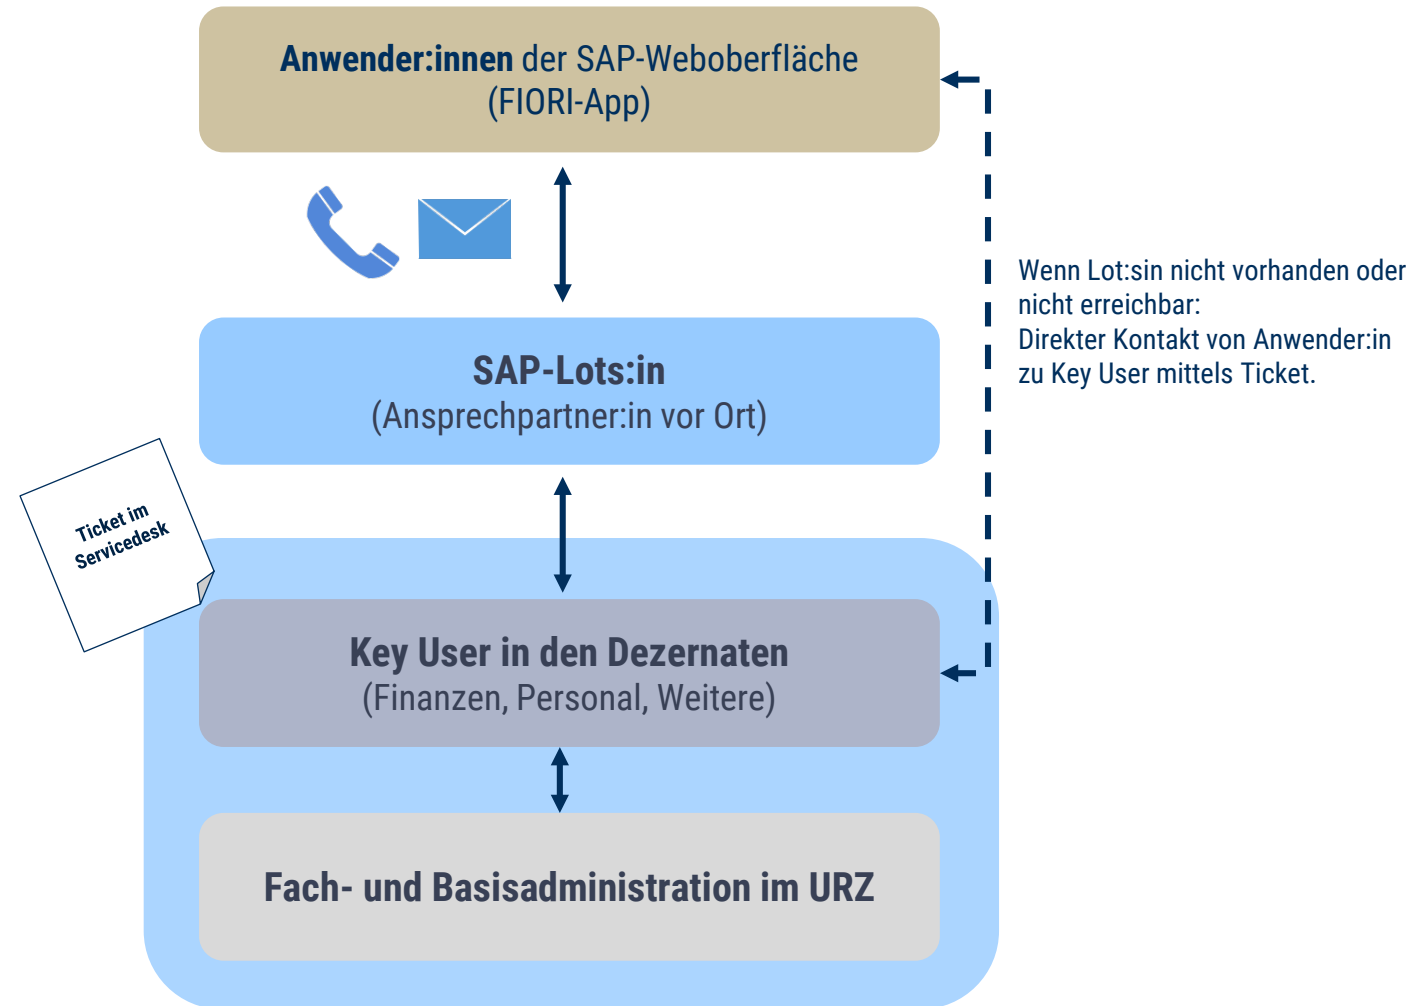 Anwender:innen der SAP-Weboberfläche
(FIORI-App)
Wenn Lot:sin nicht vorhanden oder
nicht erreichbar:
Direkter Kontakt von Anwender:in
zu Key User mittels Ticket.
SAP-Lots:in
(Ansprechpartner:in vor Ort)
Ticket im
Servicedesk
Key User in den Dezernaten
(Finanzen, Personal, Weitere)
Fach- und Basisadministration im URZ